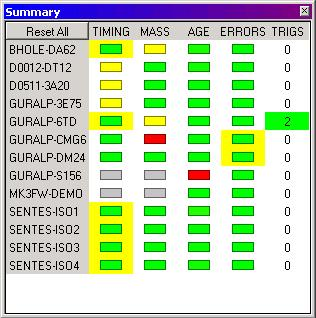 Summary
Reset All TIMING MASS AGE ERRORS TRIGS
BHOLE-DA62 0
D0012-DT12 0
D0511-3A20 0
GURALP-3E75 0
GURALP-6TD 2
GURALP-CMG6 0
GURALP-DM24 0
GURALP-S156 0
MK3FW-DEMO 0
SENTES-ISO1 0
SENTES-ISO2 0
SENTES-ISO3 0
SENTES-ISO4 0